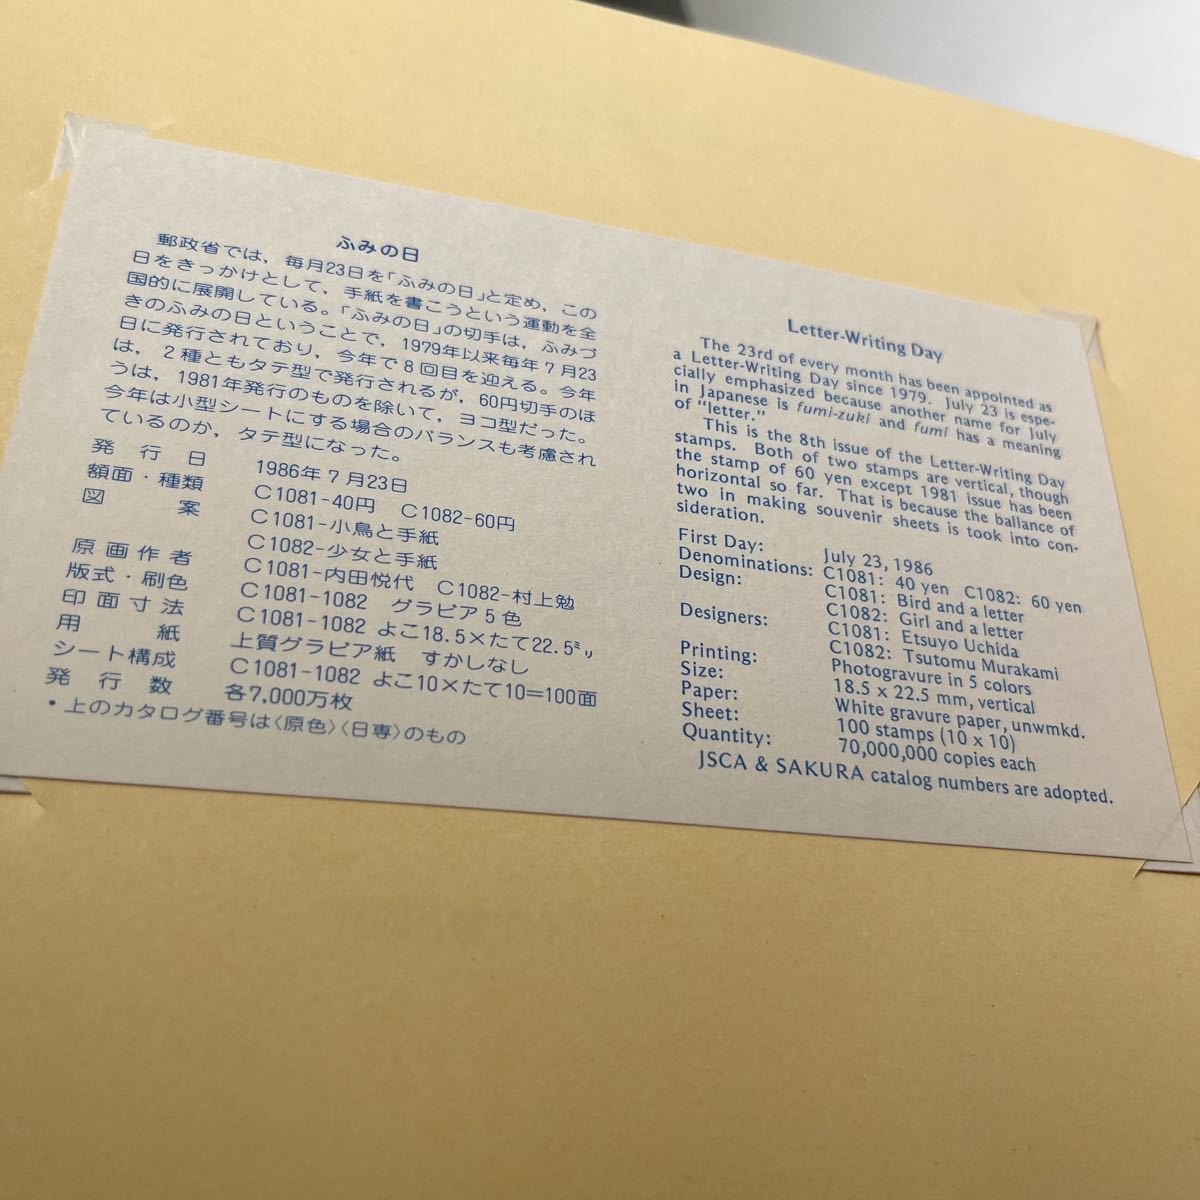 ふみの日
郵政省では，毎月23日を「ふみの日」と定め，この
日をきっかけとして，手紙を書こうという運動を全
国的に展開している。「ふみの日」の切手は，ふみづ
きのふみの日ということで，1979年以来毎年７月23
日に発行されており，今年で８回目を迎える。今年
は，２種ともタテ型で発行されるが，60円切手のほ
うは，1981年発行のものを除いて，ヨコ型だった。
今年は小型シートにする場合のバランスも考慮され
ているのか，タテ型になった。
発行日 1986年７月23日
額面・種類 C1081-40円 C1082-60円
図案 C1081-小鳥と手紙
C1082-少女と手紙
原画作者 C1081-内田悦代 C1082-村上勉
版式・刷色 C1081-1082 グラビア５色
印面寸法 C1081-1082 よこ18.5×たて22.5ミリ
用紙 上質グラビア紙 すかしなし
シート構成 C1081-1082 よこ10×たて10＝100面
発行数 各7,000万枚
・上のカタログ番号は〈原色〉〈日専〉のもの
Letter-Writing Day
The 23rd of every month has been appointed as
a Letter-Writing Day since 1979. July 23 is espe-
cially emphasized because another name for July
in Japanese is fumi-zuki and fumi has a meaning
of "letter."
This is the 8th issue of the Letter-Writing Day
stamps. Both of two stamps are vertical, though
the stamp of 60 yen except 1981 issue has been
horizontal so far. That is because the ballance of
two in making souvenir sheets is took into con-
sideration.
First Day: July 23, 1986
Denominations: C1081: 40 yen C1082: 60 yen
Design: C1081: Bird and a letter
C1082: Girl and a letter
Designers: C1081: Etsuyo Uchida
C1082: Tsutomu Murakami
Printing: Photogravure in 5 colors
Size: 18.5 x 22.5 mm, vertical
Paper: White gravure paper, unwmkd.
Sheet: 100 stamps (10 x 10)
Quantity: 70,000,000 copies each
JSCA & SAKURA catalog numbers are adopted.